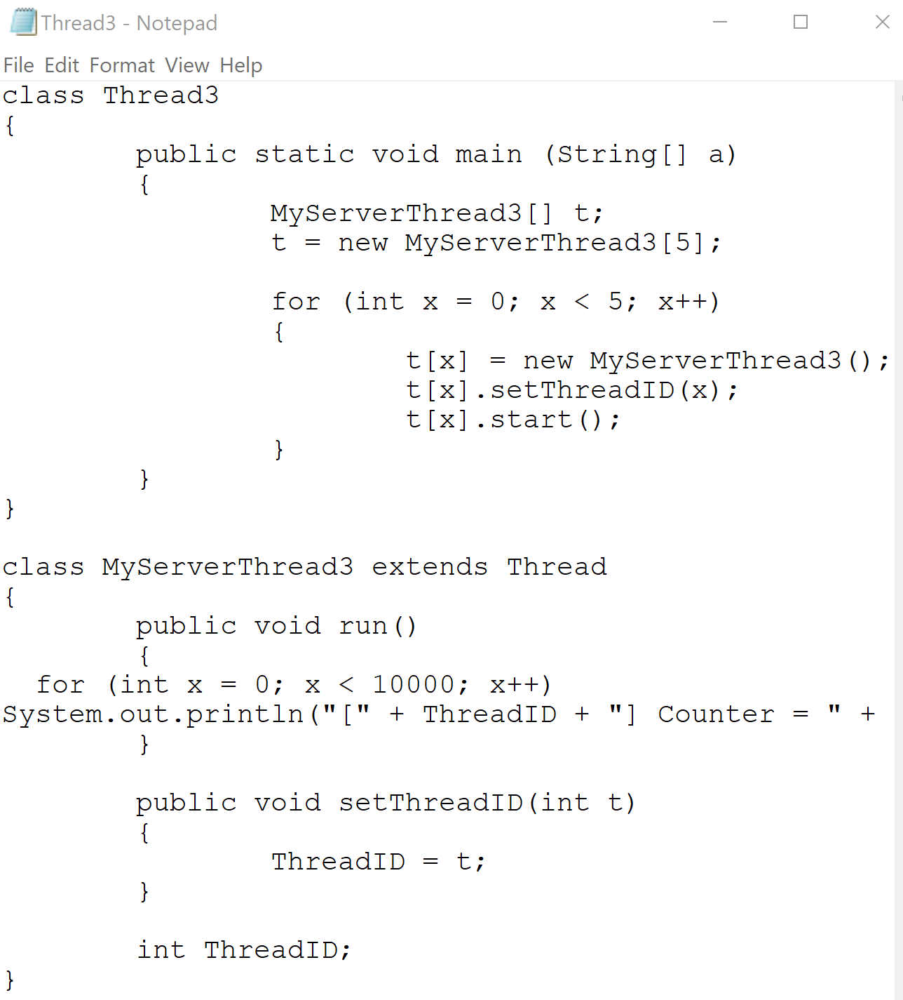 Thread3 - Notepad
File Edit Format View Help
class Thread3
{
        public static void main (String[] a)
        {
                MyServerThread3[] t;
                t = new MyServerThread3[5];

                for (int x = 0; x < 5; x++)
                {
                        t[x] = new MyServerThread3();
                        t[x].setThreadID(x);
                        t[x].start();
                }
        }
}

class MyServerThread3 extends Thread
{
        public void run()
        {
  for (int x = 0; x < 10000; x++)
System.out.println("[" + ThreadID + "] Counter = " +
        }

        public void setThreadID(int t)
        {
                ThreadID = t;
        }

        int ThreadID;
}